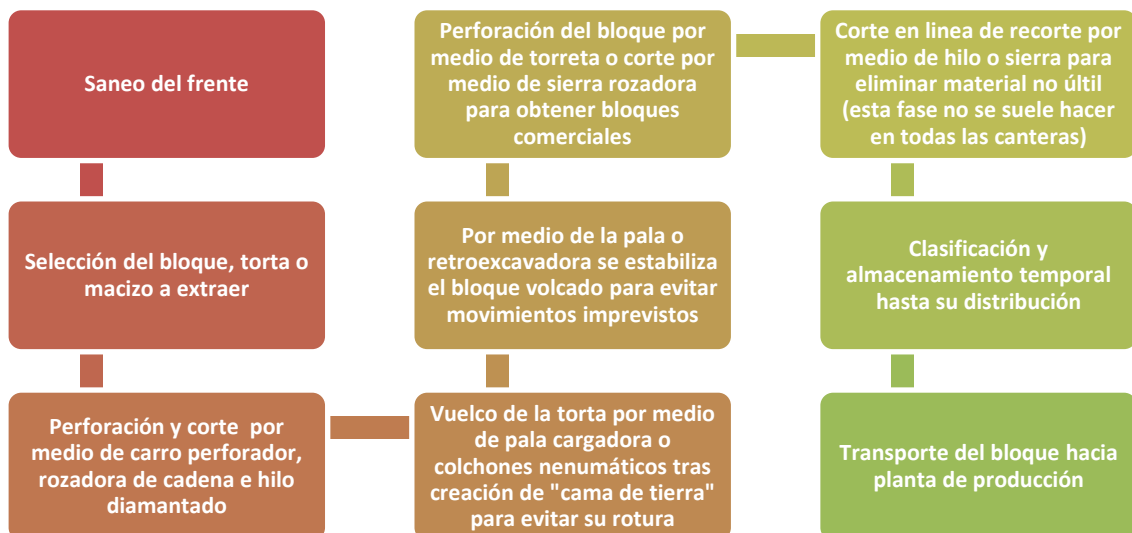 Saneo del frente
Selección del bloque, torta o
macizo a extraer
Perforación y corte por
medio de carro perforador,
rozadora de cadena e hilo
diamantado
Vuelco de la torta por medio
de pala cargadora o
colchones nenumáticos tras
creación de "cama de tierra"
para evitar su rotura
Por medio de la pala o
retroexcavadora se estabiliza
el bloque volcado para evitar
movimientos imprevistos
Perforación del bloque por
medio de torreta o corte por
medio de sierra rozadora
para obtener bloques
comerciales
Corte en linea de recorte por
medio de hilo o sierra para
eliminar material no últil
(esta fase no se suele hacer
en todas las canteras)
Clasificación y
almacenamiento temporal
hasta su distribución
Transporte del bloque hacia
planta de producción